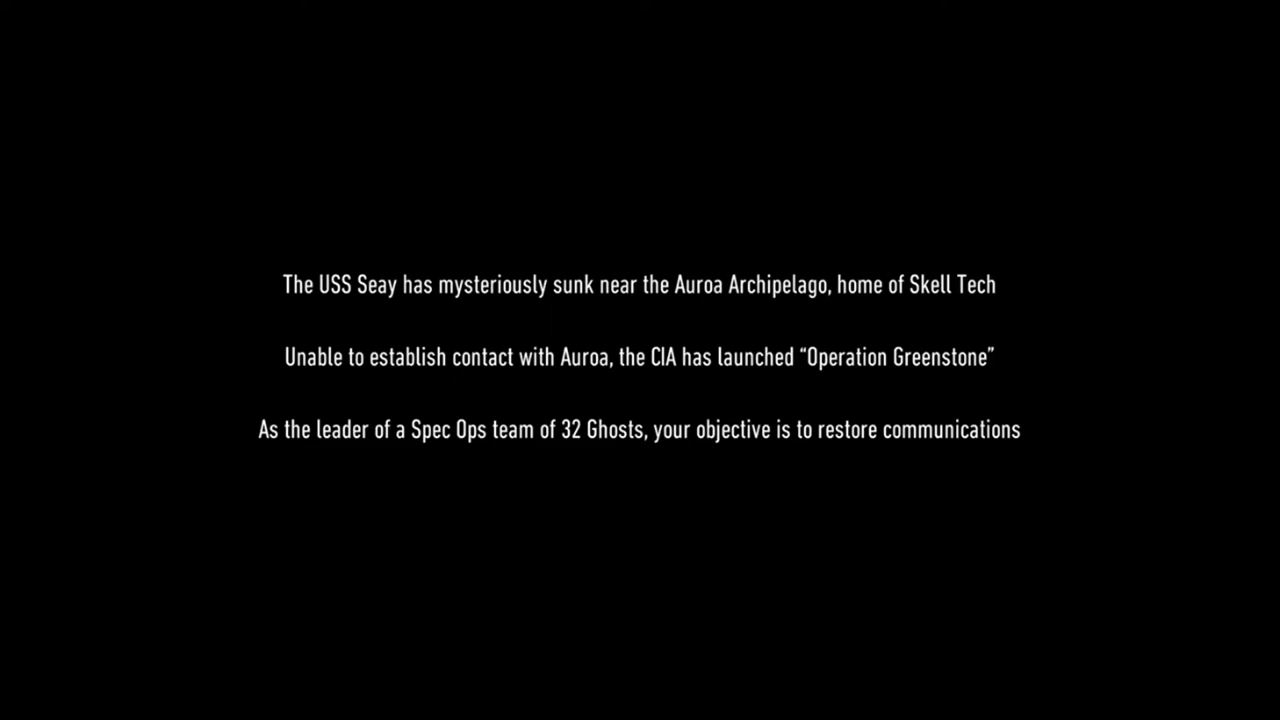 The USS Seay has mysteriously sunk near the Auroa Archipelago, home of Skell Tech
Unable to establish contact with Auroa, the CIA has launched “Operation Greenstone”
As the leader of a Spec Ops team of 32 Ghosts, your objective is to restore communications